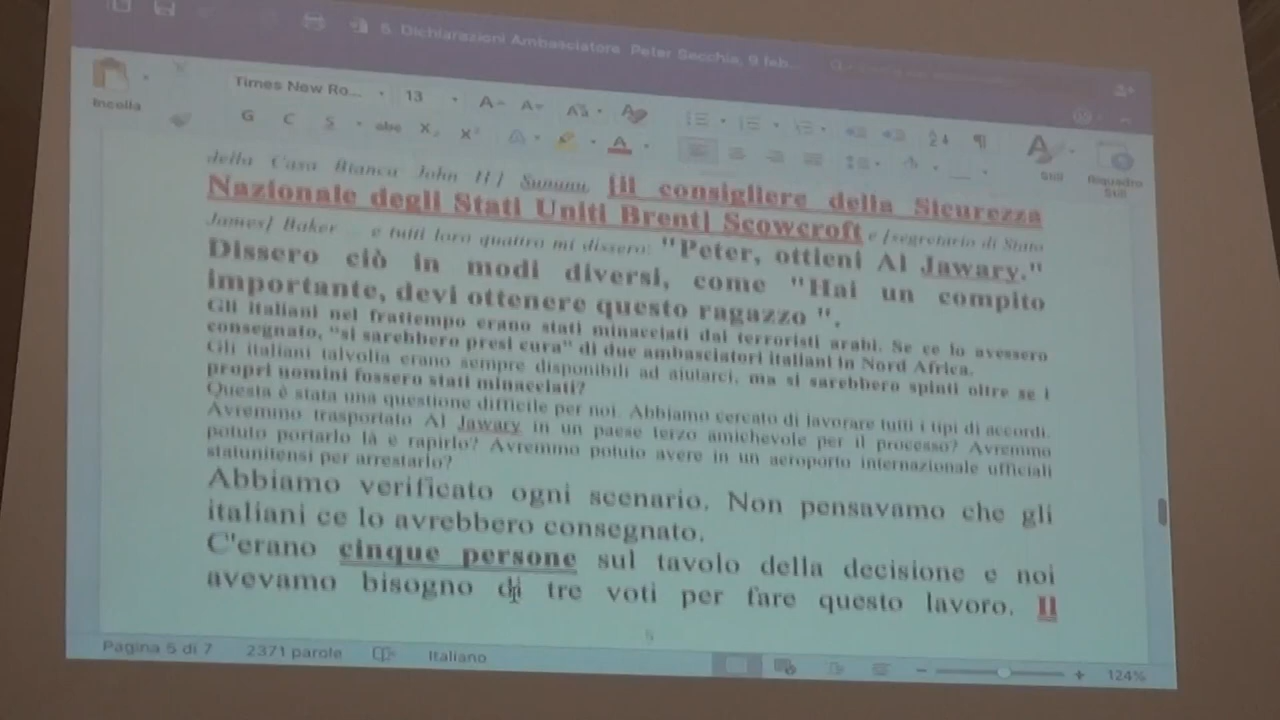 5. Dichiarazioni Ambasciatore Peter Secchia, 9 feb...
Incolla
Times New Ro...
13
A A Aa A
G C S abc X₂ X² A A
Stili
Riquadro
Stili
della Casa Bianca John H] Sununu [il consigliere della Sicurezza
Nazionale degli Stati Uniti Brent] Scowcroft e [segretario di Stato
James] Baker ... e tutti loro quattro mi dissero: "Peter, ottieni Al Jawary."
Dissero ciò in modi diversi, come "Hai un compito
importante, devi ottenere questo ragazzo ".
Gli italiani nel frattempo erano stati minacciati dai terroristi arabi. Se ce lo avessero
consegnato, "si sarebbero presi cura" di due ambasciatori italiani in Nord Africa.
Gli italiani talvolta erano sempre disponibili ad aiutarci, ma si sarebbero spinti oltre se i
propri uomini fossero stati minacciati?
Questa è stata una questione difficile per noi. Abbiamo cercato di lavorare tutti i tipi di accordi.
Avremmo trasportato Al Jawary in un paese terzo amichevole per il processo? Avremmo
potuto portarlo là e rapirlo? Avremmo potuto avere in un aeroporto internazionale ufficiali
statunitensi per arrestarlo?
Abbiamo verificato ogni scenario. Non pensavamo che gli
italiani ce lo avrebbero consegnato.
C'erano cinque persone sul tavolo della decisione e noi
avevamo bisogno di tre voti per fare questo lavoro. Il
5
Pagina 5 di 7 2371 parole Italiano 124%